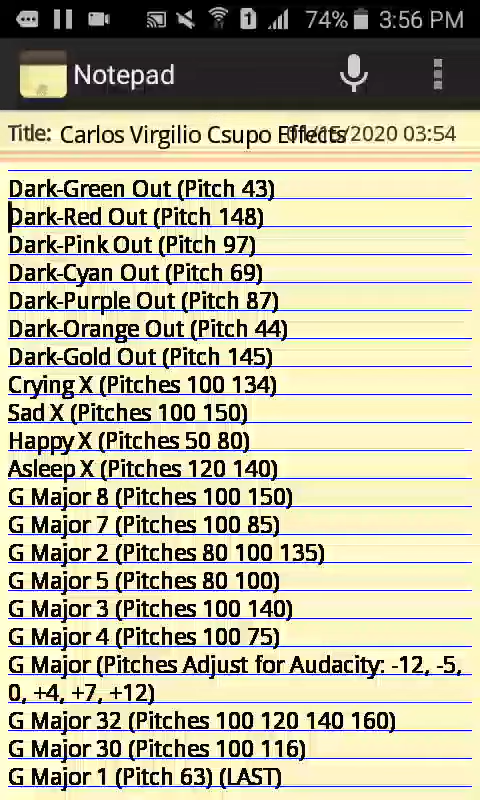 74% 3:56 PM
Notepad
Title: Carlos Virgilio Csupo Effects /2020 03:54
Dark-Green Out (Pitch 43)
Dark-Red Out (Pitch 148)
Dark-Pink Out (Pitch 97)
Dark-Cyan Out (Pitch 69)
Dark-Purple Out (Pitch 87)
Dark-Orange Out (Pitch 44)
Dark-Gold Out (Pitch 145)
Crying X (Pitches 100 134)
Sad X (Pitches 100 150)
Happy X (Pitches 50 80)
Asleep X (Pitches 120 140)
G Major 8 (Pitches 100 150)
G Major 7 (Pitches 100 85)
G Major 2 (Pitches 80 100 135)
G Major 5 (Pitches 80 100)
G Major 3 (Pitches 100 140)
G Major 4 (Pitches 100 75)
G Major (Pitches Adjust for Audacity: -12, -5,
0, +4, +7, +12)
G Major 32 (Pitches 100 120 140 160)
G Major 30 (Pitches 100 116)
G Major 1 (Pitch 63) (LAST)